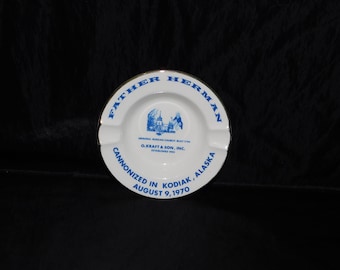 FATHER HERMAN
O. KRAFT & SON, INC.
CANNONIZED IN KODIAK, ALASKA
AUGUST 9, 1970